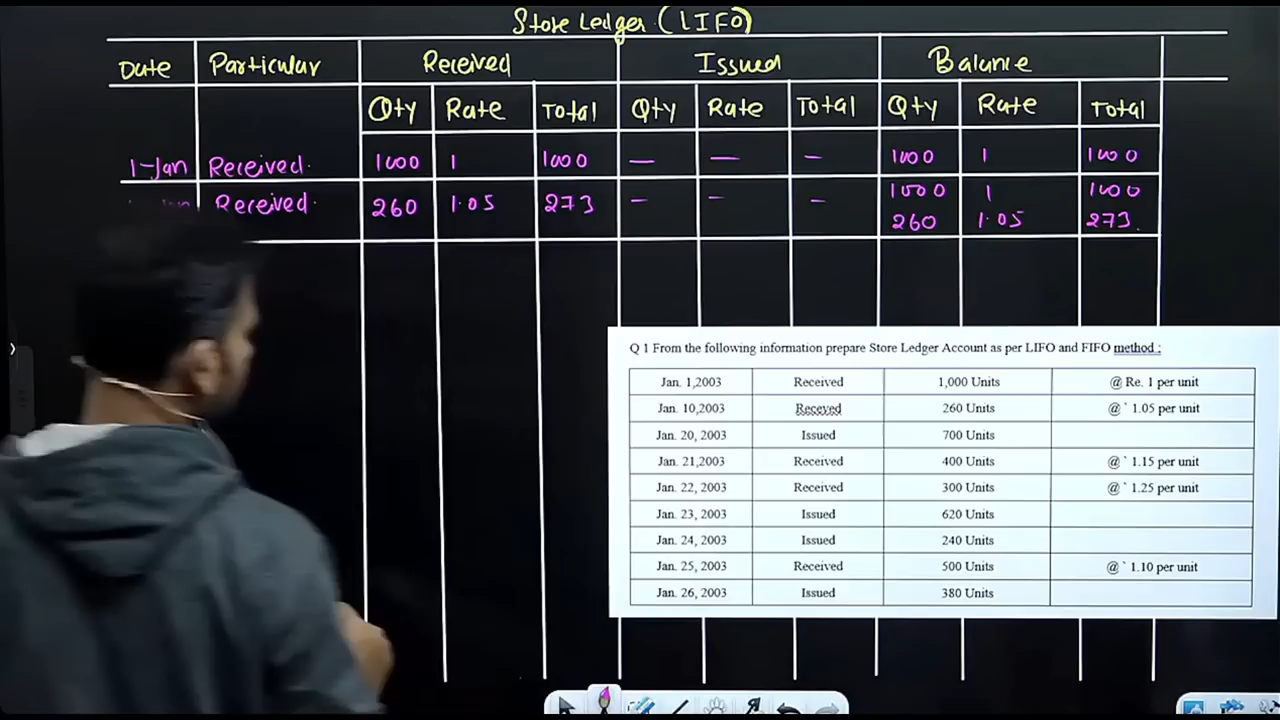 Store Ledger (LIFO)
Date Particular Received Issued Balance
Qty Rate Total Qty Rate Total Qty Rate Total
1-Jan Received. 1000 1 1000 — — – 1000 1 1000
Received. 260 1.05 273 – – – 1000 1 1000
260 1.05 273.
Q 1 From the following information prepare Store Ledger Account as per LIFO and FIFO method :
Jan. 1,2003 Received 1,000 Units @ Re. 1 per unit
Jan. 10,2003 Receved 260 Units @ ` 1.05 per unit
Jan. 20, 2003 Issued 700 Units
Jan. 21,2003 Received 400 Units @ ` 1.15 per unit
Jan. 22, 2003 Received 300 Units @ ` 1.25 per unit
Jan. 23, 2003 Issued 620 Units
Jan. 24, 2003 Issued 240 Units
Jan. 25, 2003 Received 500 Units @ ` 1.10 per unit
Jan. 26, 2003 Issued 380 Units